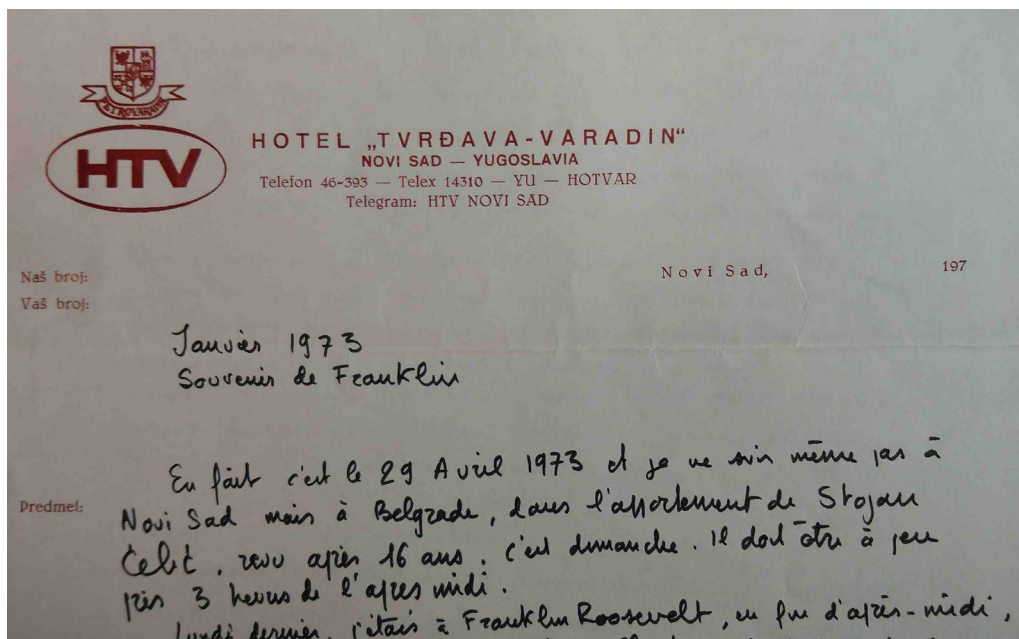 PETROVARADIN
HTV
HOTEL „TVRĐAVA-VARADIN“
NOVI SAD — YUGOSLAVIA
Telefon 46-393 — Telex 14310 — YU — HOTVAR
Telegram: HTV NOVI SAD
Naš broj:
Vaš broj:
Novi Sad, 197
Janvier 1973
Souvenir de Franklin
En fait c'est le 29 Avril 1973 et je ne suis même pas à
Predmet:
Novi Sad mais à Belgrade, dans l'appartement de Stojan
Ćelić, revu après 16 ans. C'est dimanche. Il doit être à peu
près 3 heures de l'après midi.
Lundi dernier, j'étais à Franklin Roosevelt, en fin d'après-midi,